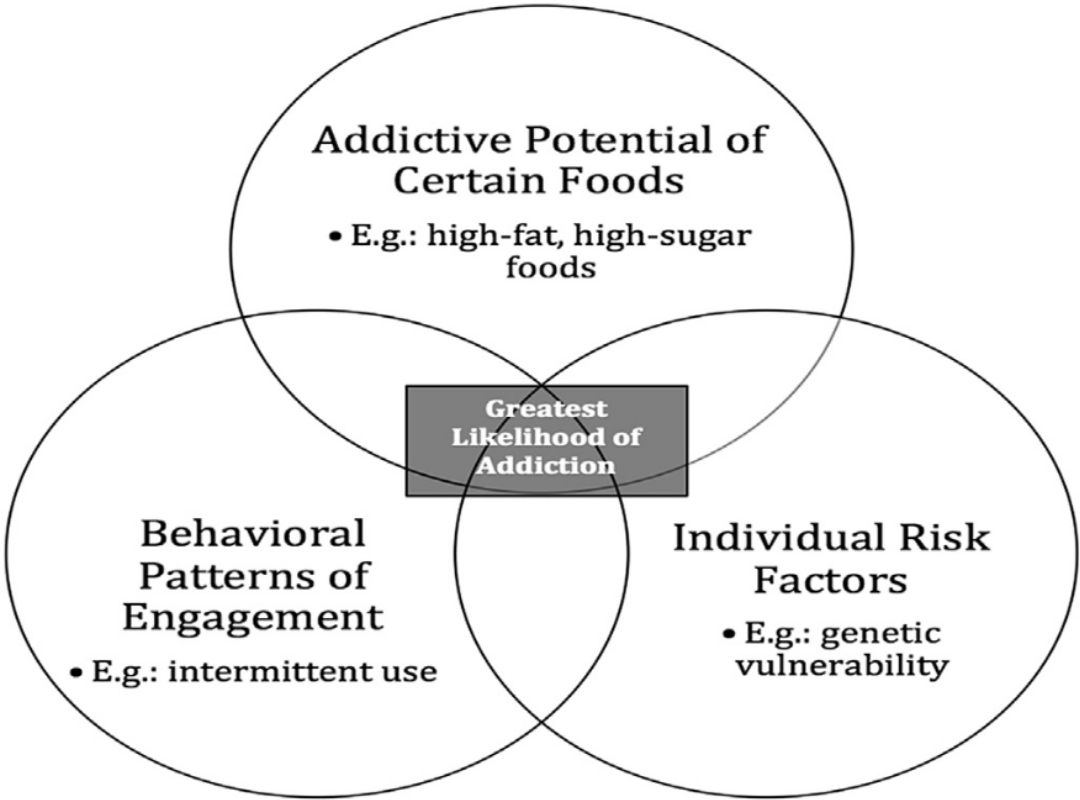 Addictive Potential of
Certain Foods
• E.g.: high-fat, high-sugar
foods
Greatest
Likelihood of
Addiction
Behavioral
Patterns of
Engagement
• E.g.: intermittent use
Individual Risk
Factors
• E.g.: genetic
vulnerability